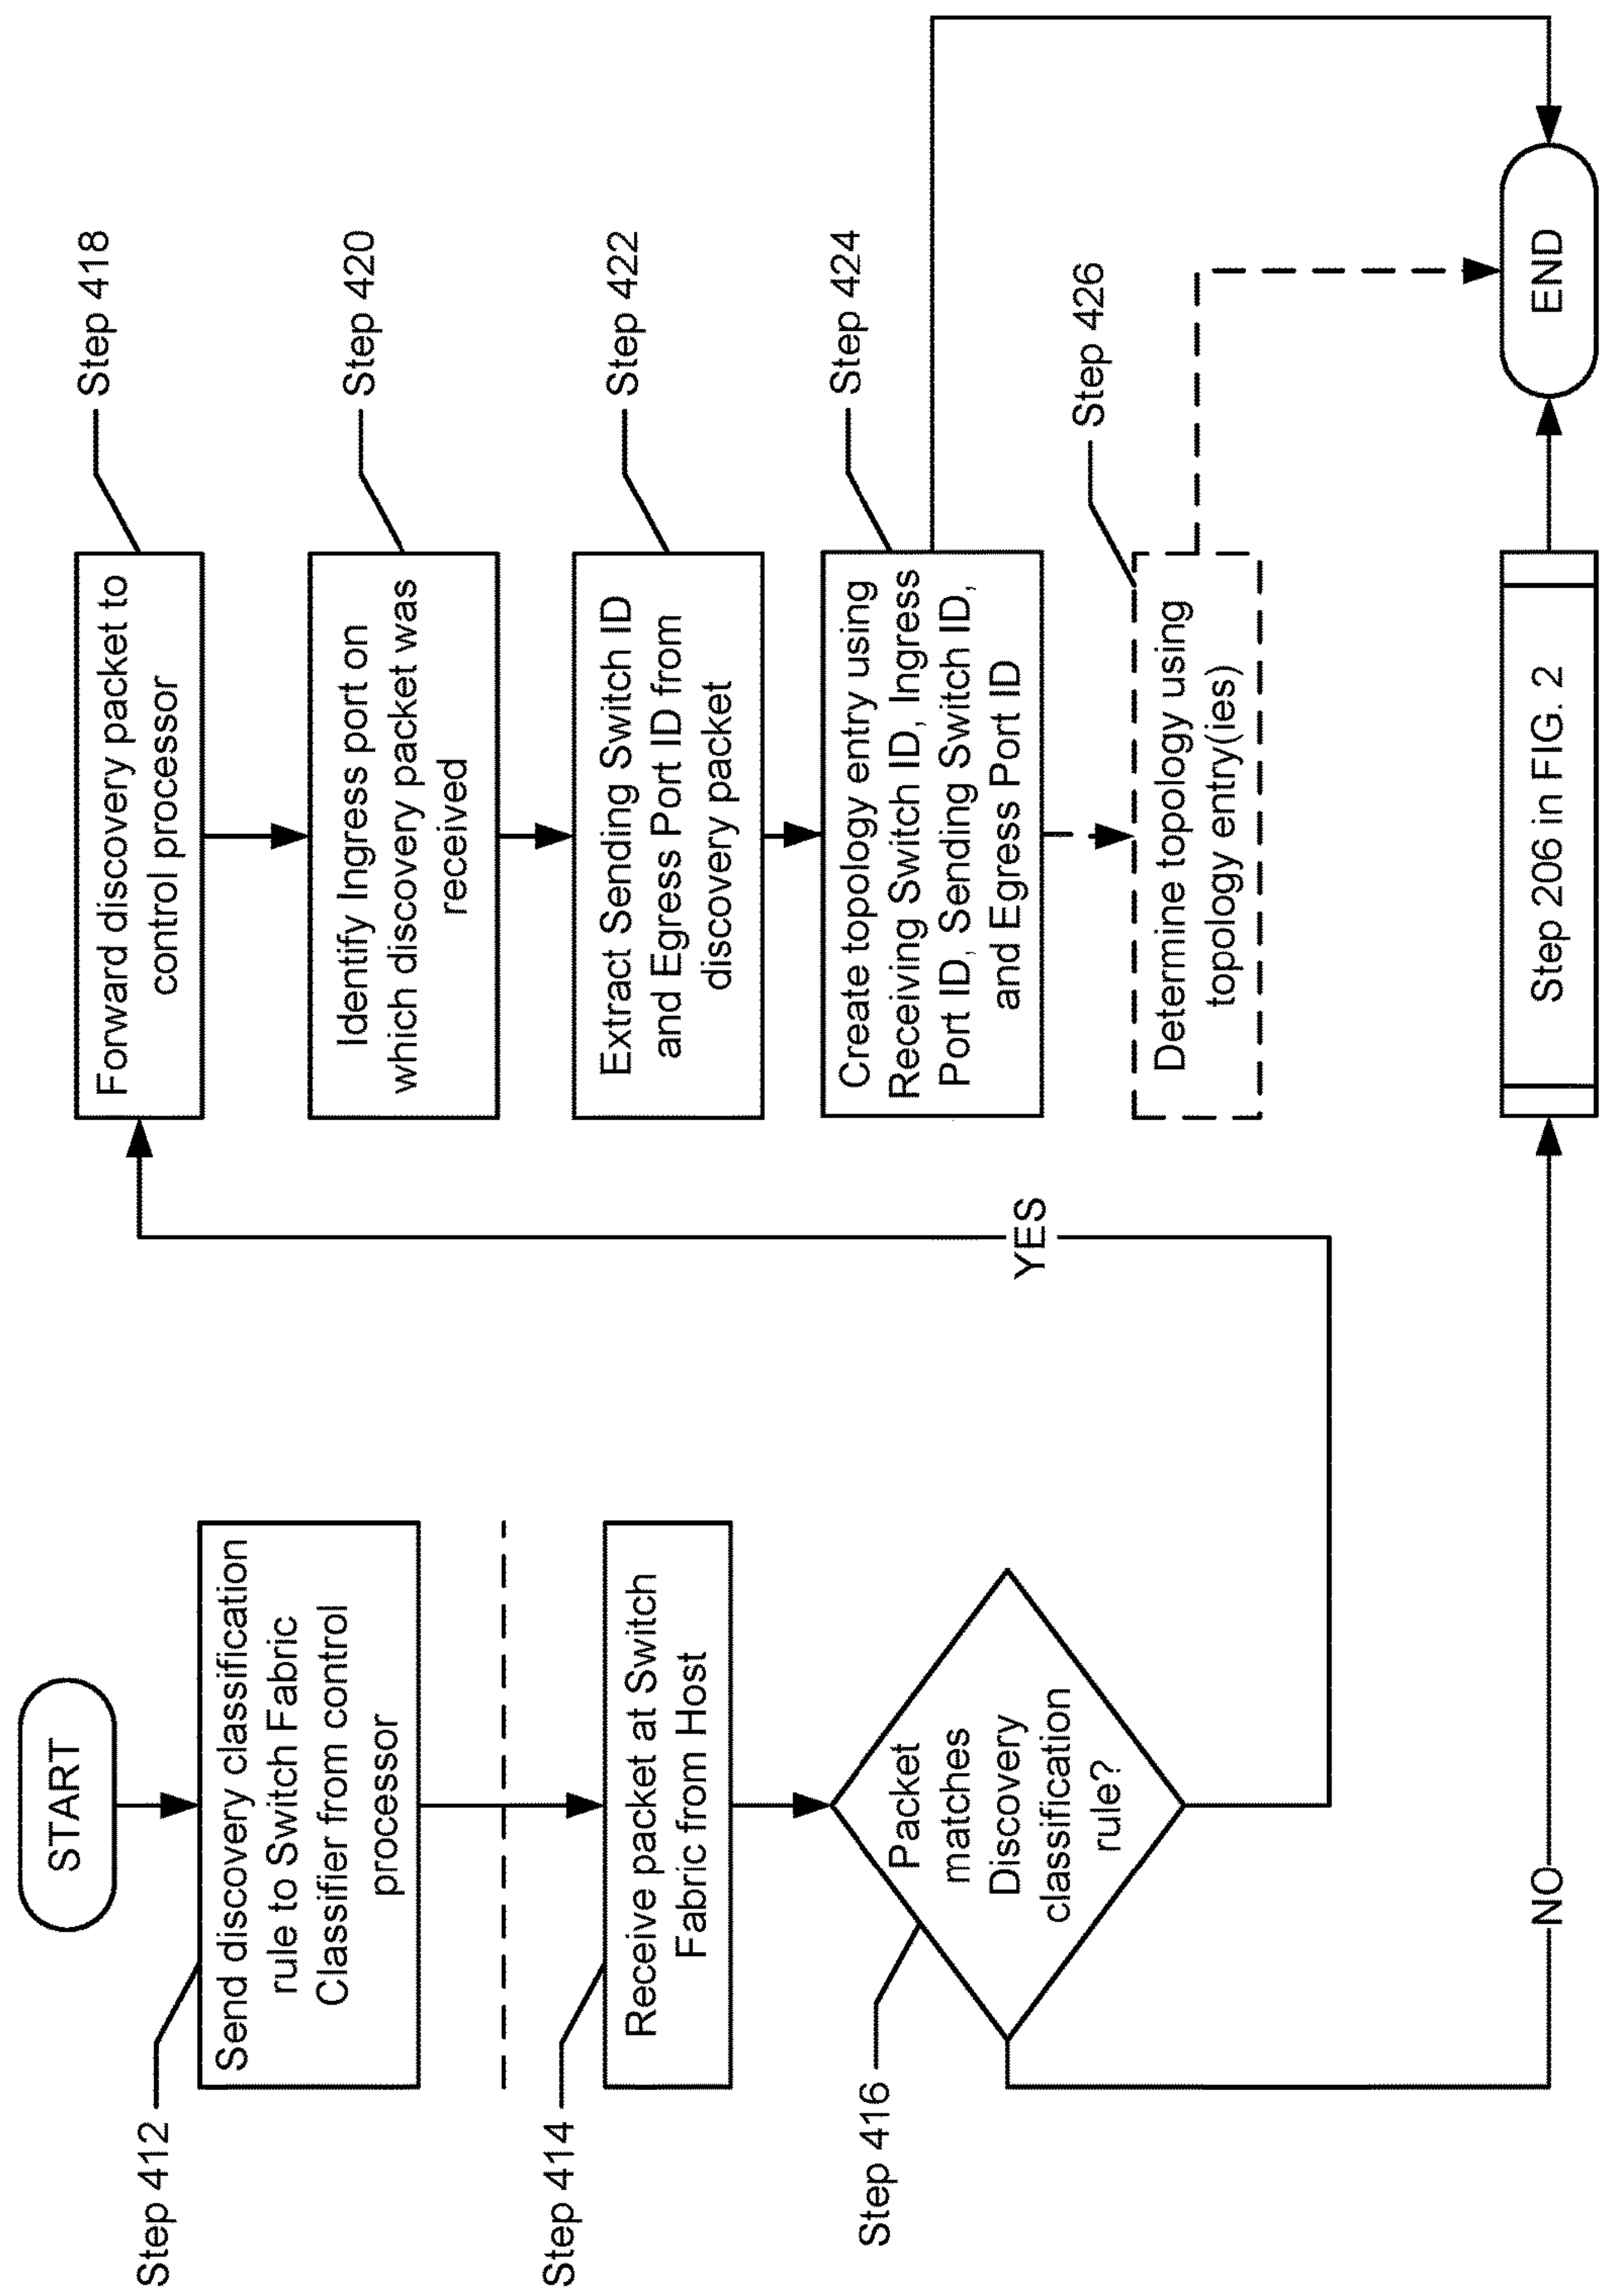 START
Step 412
Send discovery classification
rule to Switch Fabric
Classifier from control
processor
Step 414
Receive packet at Switch
Fabric from Host
Step 416
Packet
matches
Discovery
classification
rule?
YES
NO
Forward discovery packet to
control processor
Step 418
Identify Ingress port on
which discovery packet was
received
Step 420
Extract Sending Switch ID
and Egress Port ID from
discovery packet
Step 422
Create topology entry using
Receiving Switch ID, Ingress
Port ID, Sending Switch ID,
and Egress Port ID
Step 424
Determine topology using
topology entry(ies)
Step 426
Step 206 in FIG. 2
END